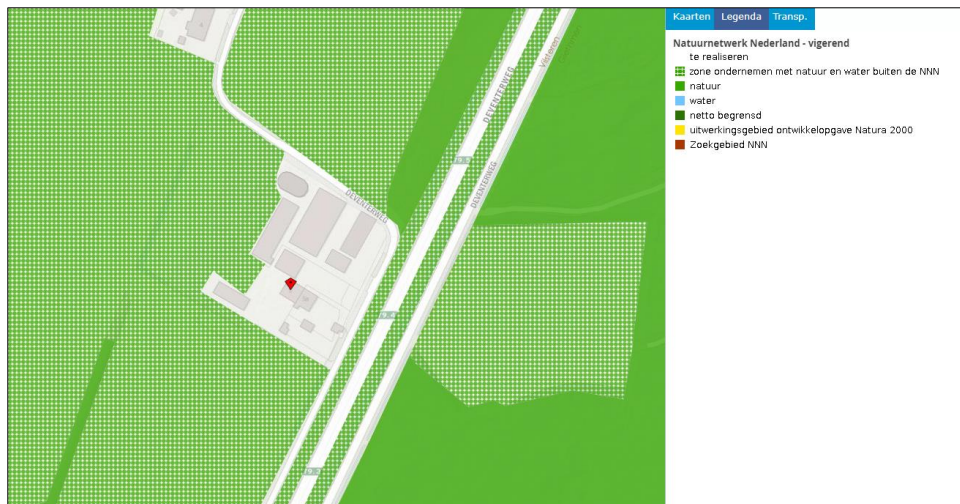 Kaarten Legenda Transp.
Natuurnetwerk Nederland - vigerend
te realiseren
zone ondernemen met natuur en water buiten de NNN
natuur
water
netto begrensd
uitwerkingsgebied ontwikkelopgave Natura 2000
Zoekgebied NNN
DEVENTERWEG
DEVENTERWEG
DEVENTERWEG